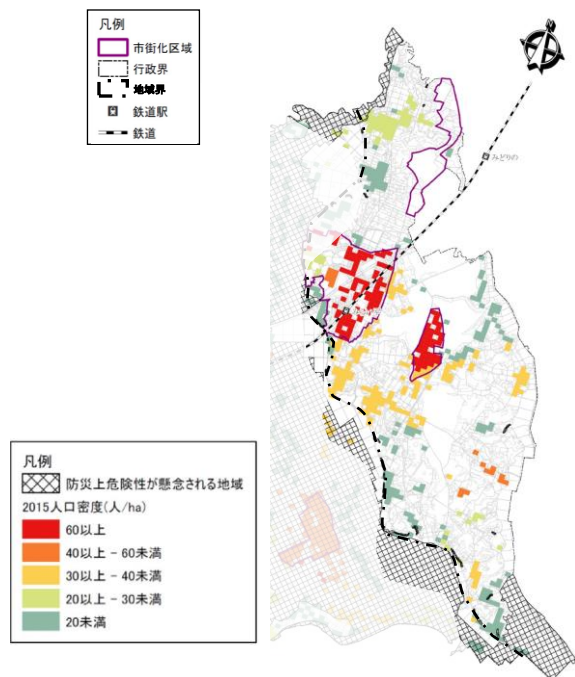 凡例
市街化区域
行政界
地域界
鉄道駅
鉄道
みどりの
凡例
防災上危険性が懸念される地域
2015人口密度(人/ha)
60以上
40以上 - 60未満
30以上 - 40未満
20以上 - 30未満
20未満